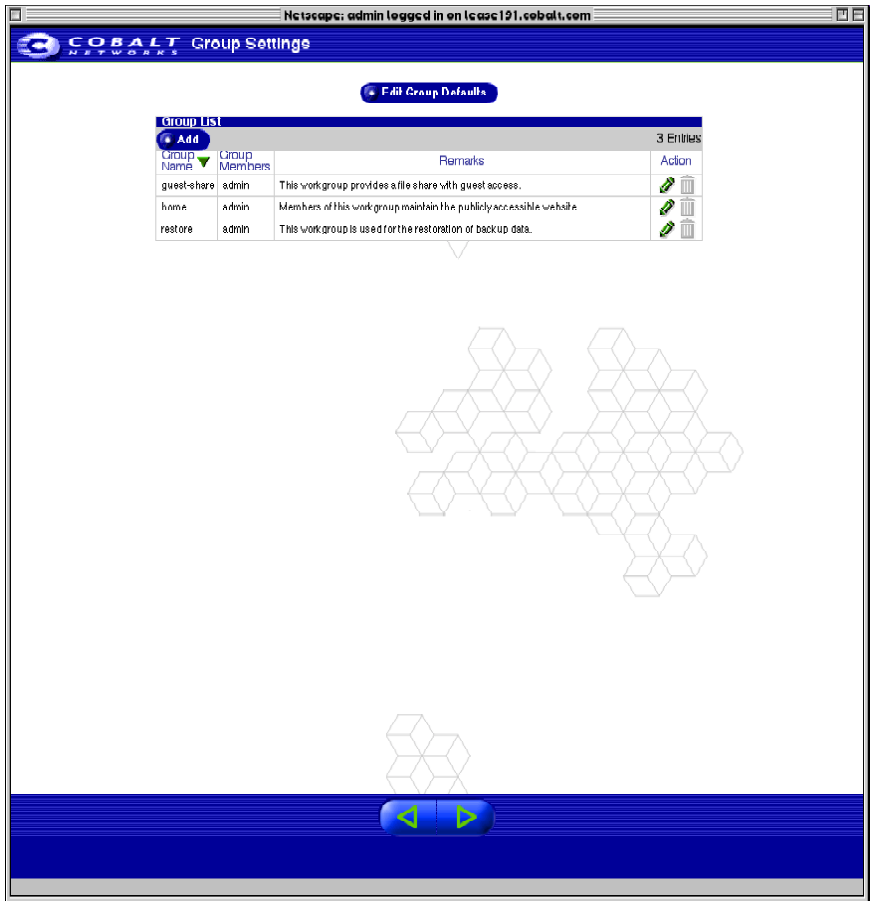 Netscape: admin logged in on lease191.cobalt.com
COBALT NETWORKS Group Settings
Edit Group Defaults
Group List
Add 3 Entries
Group Name Group Members Remarks Action
guest-share admin This workgroup provides a file share with guest access.
home admin Members of this workgroup maintain the publicly accessible website.
restore admin This workgroup is used for the restoration of backup data.